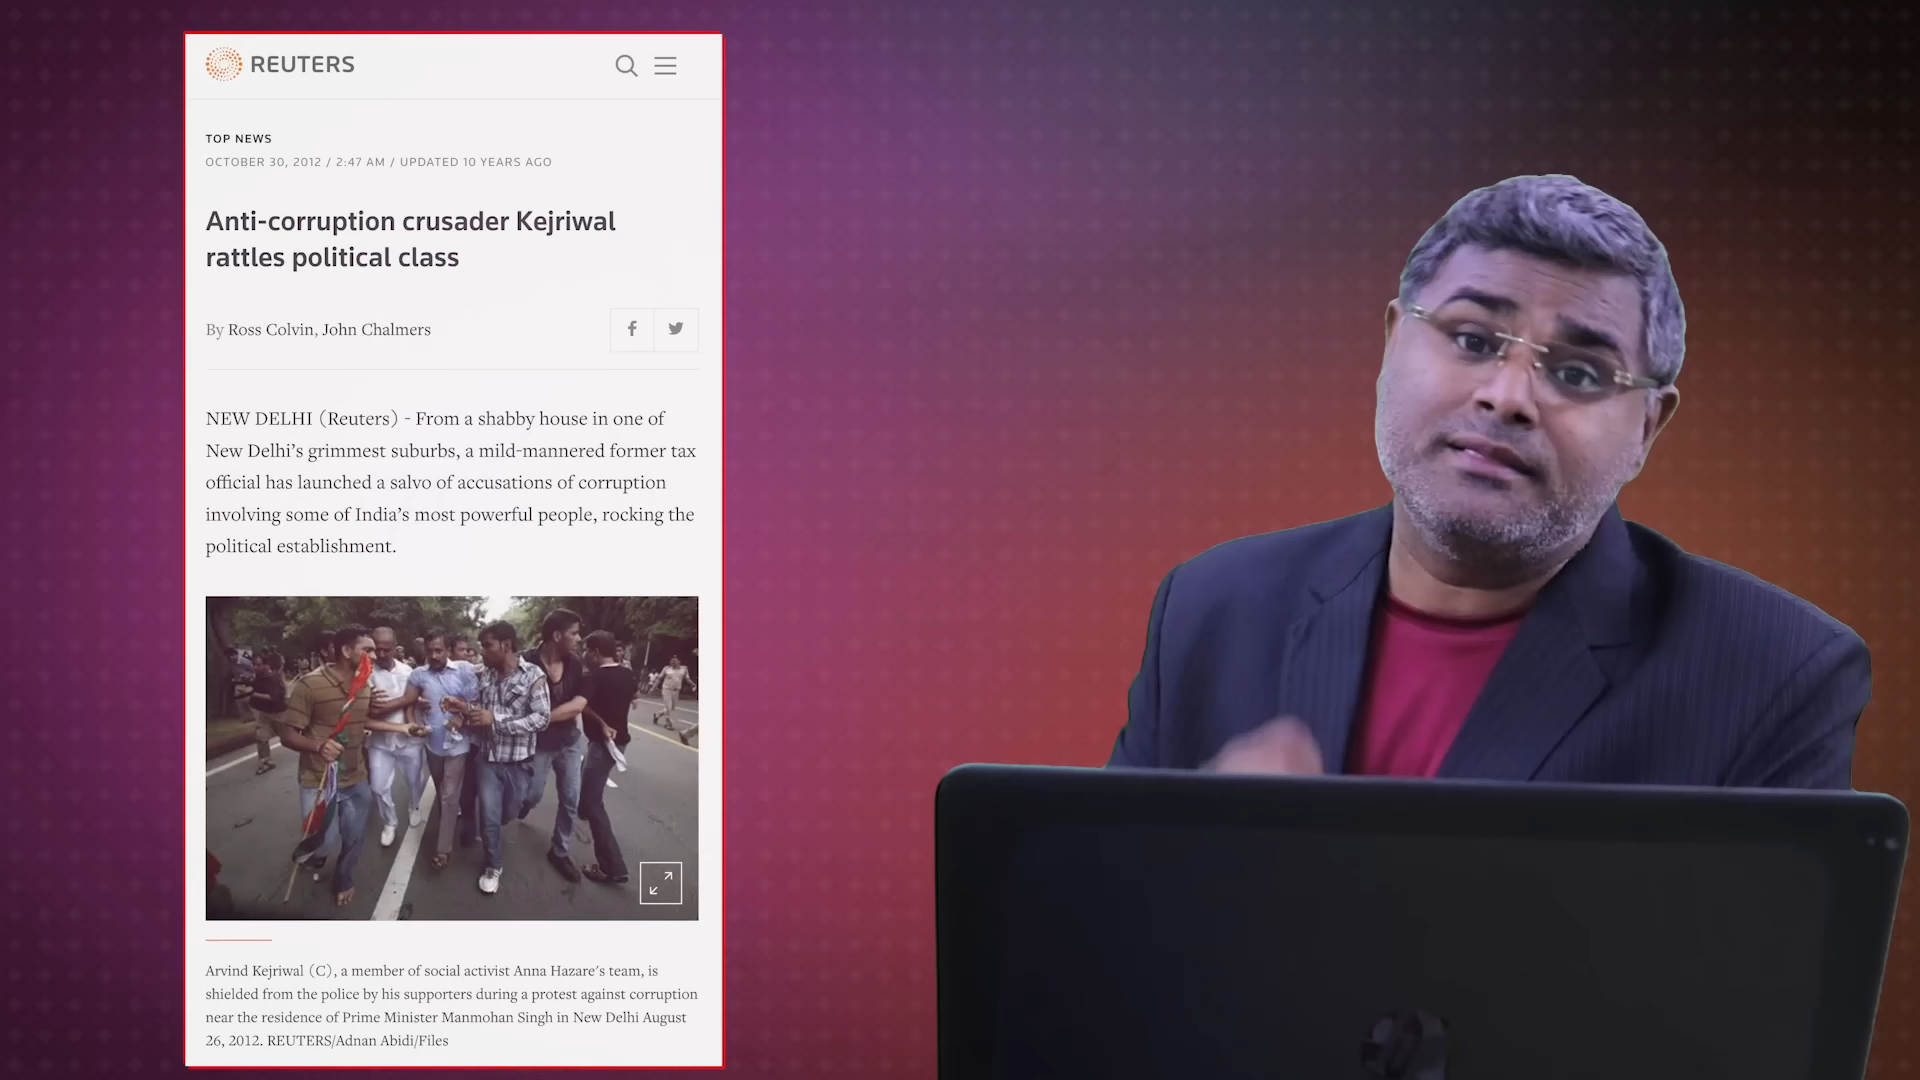 REUTERS
TOP NEWS
OCTOBER 30, 2012 / 2:47 AM / UPDATED 10 YEARS AGO
Anti-corruption crusader Kejriwal
rattles political class
By Ross Colvin, John Chalmers
NEW DELHI (Reuters) - From a shabby house in one of
New Delhi's grimmest suburbs, a mild-mannered former tax
official has launched a salvo of accusations of corruption
involving some of India's most powerful people, rocking the
political establishment.
Arvind Kejriwal (C), a member of social activist Anna Hazare's team, is
shielded from the police by his supporters during a protest against corruption
near the residence of Prime Minister Manmohan Singh in New Delhi August
26, 2012. REUTERS/Adnan Abidi/Files